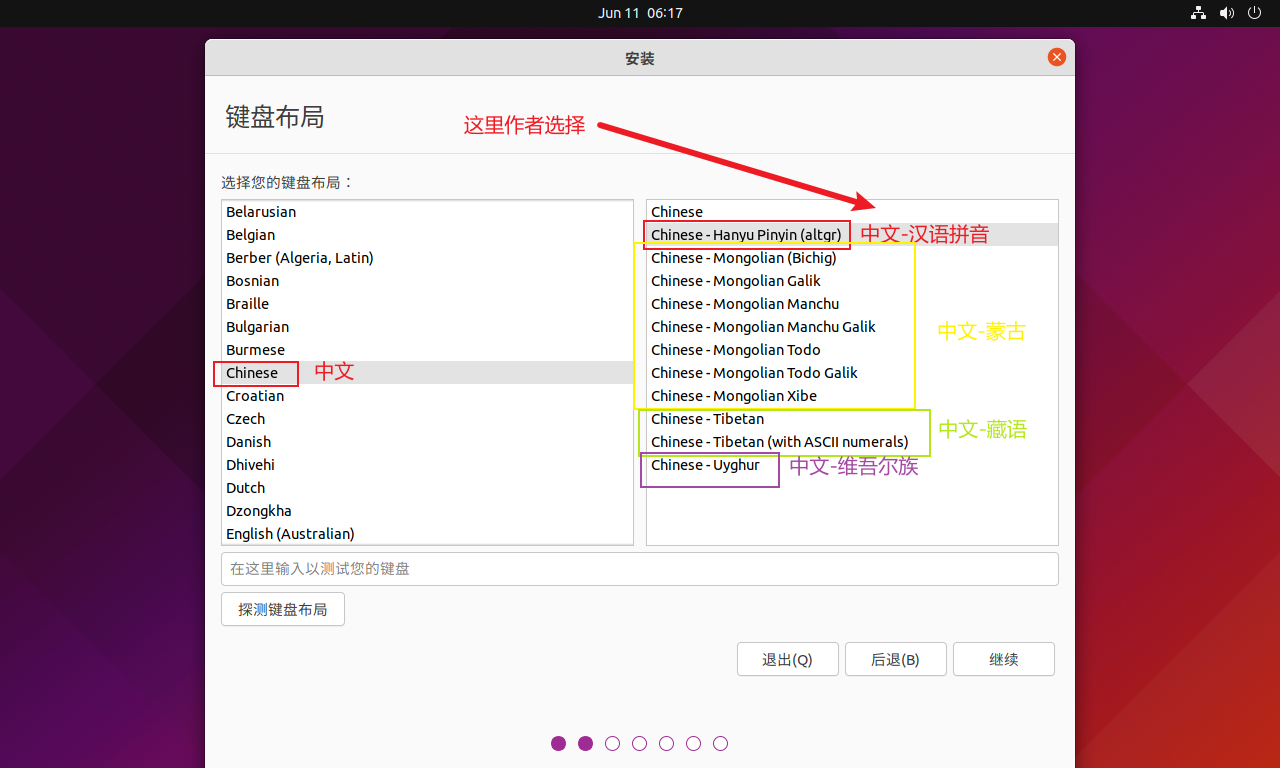 Jun 11 06:17
安装
键盘布局
这里作者选择
选择您的键盘布局：
Belarusian
Belgian
Berber (Algeria, Latin)
Bosnian
Braille
Bulgarian
Burmese
Chinese 中文
Croatian
Czech
Danish
Dhivehi
Dutch
Dzongkha
English (Australian)
Chinese
Chinese - Hanyu Pinyin (altgr) 中文-汉语拼音
Chinese - Mongolian (Bichig)
Chinese - Mongolian Galik
Chinese - Mongolian Manchu
Chinese - Mongolian Manchu Galik 中文-蒙古
Chinese - Mongolian Todo
Chinese - Mongolian Todo Galik
Chinese - Mongolian Xibe
Chinese - Tibetan 中文-藏语
Chinese - Tibetan (with ASCII numerals)
Chinese - Uyghur 中文-维吾尔族
在这里输入以测试您的键盘
探测键盘布局
退出(Q) 后退(B) 继续